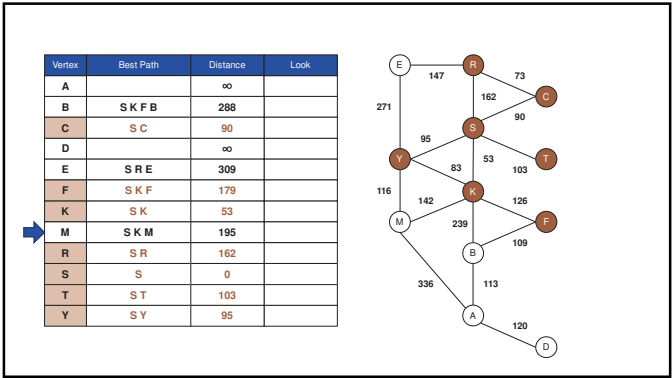 Vertex Best Path Distance Look
A ∞
B S K F B 288
C S C 90
D ∞
E S R E 309
F S K F 179
K S K 53
M S K M 195
R S R 162
S S 0
T S T 103
Y S Y 95
E R
147 73
C
271 162
90
S
95
Y T
53
83 103
116
K
142 126
M F
239
109
B
336 113
A
120
D